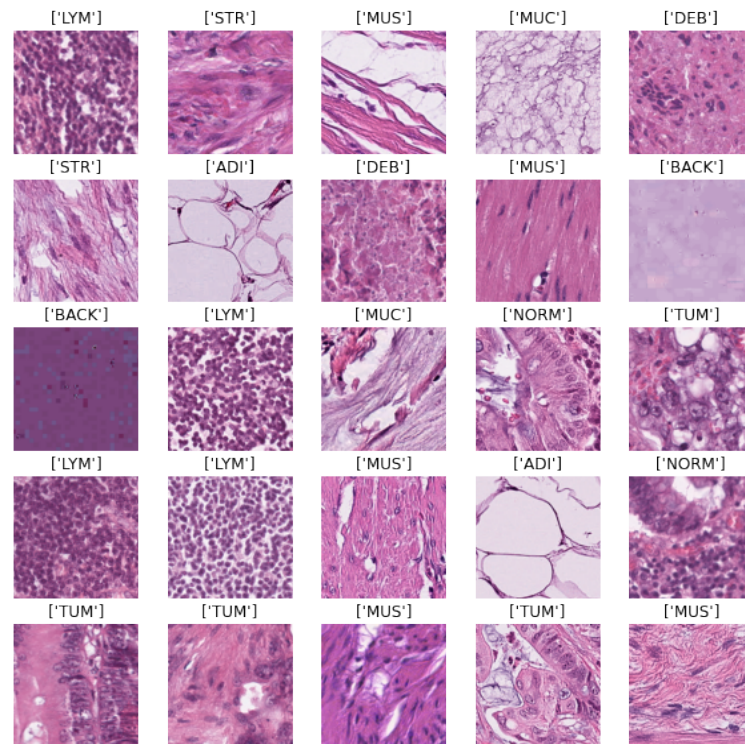 ['LYM'] ['STR'] ['MUS'] ['MUC'] ['DEB']
['STR'] ['ADI'] ['DEB'] ['MUS'] ['BACK']
['BACK'] ['LYM'] ['MUC'] ['NORM'] ['TUM']
['LYM'] ['LYM'] ['MUS'] ['ADI'] ['NORM']
['TUM'] ['TUM'] ['MUS'] ['TUM'] ['MUS']